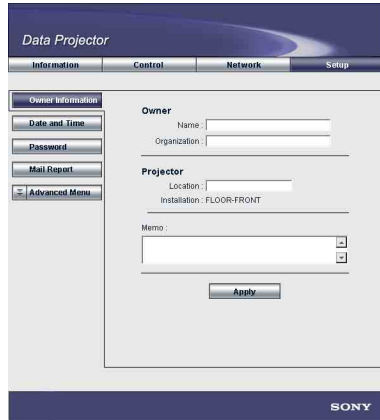 Data Projector
Information Control Network Setup
Owner Information
Date and Time
Password
Mail Report
Advanced Menu
Owner
Name :
Organization :
Projector
Location :
Installation : FLOOR-FRONT
Memo :
Apply
SONY